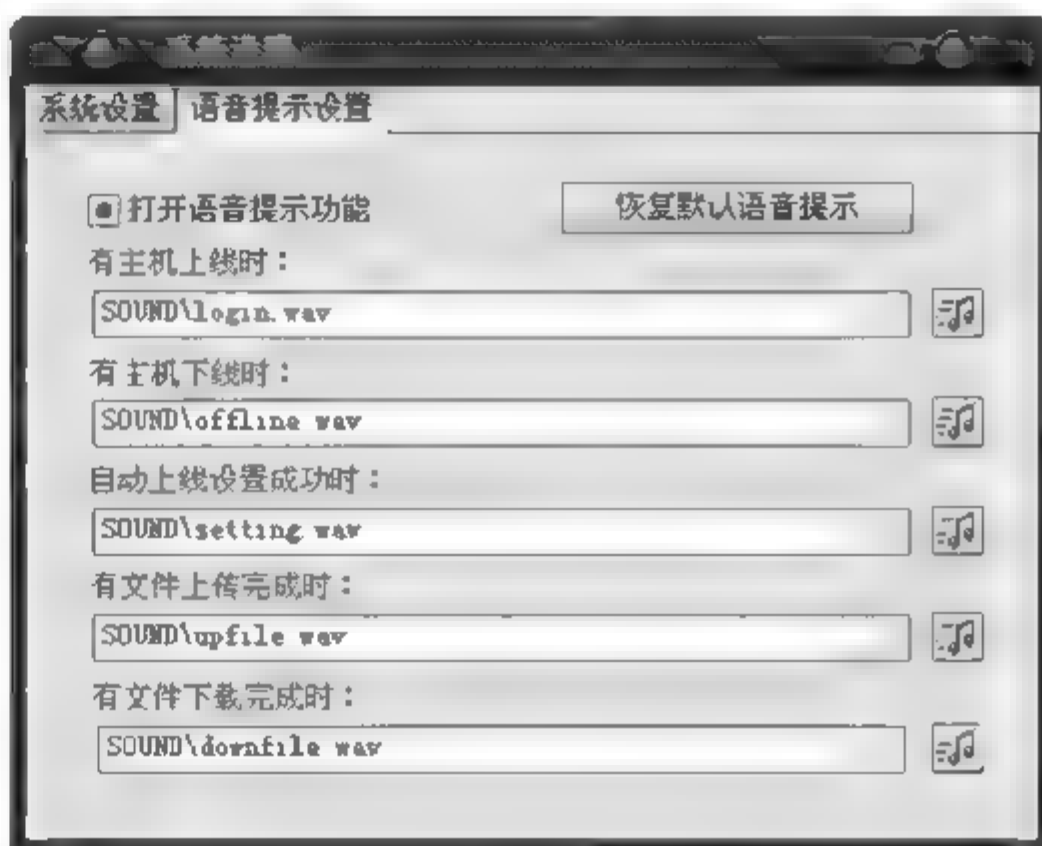 系统设置 语音提示设置
打开语音提示功能 恢复默认语音提示
有主机上线时：
SOUND\login.wav
有主机下线时：
SOUND\offline wav
自动上线设置成功时：
SOUND\setting wav
有文件上传完成时：
SOUND\upfile wav
有文件下载完成时：
SOUND\downfile wav